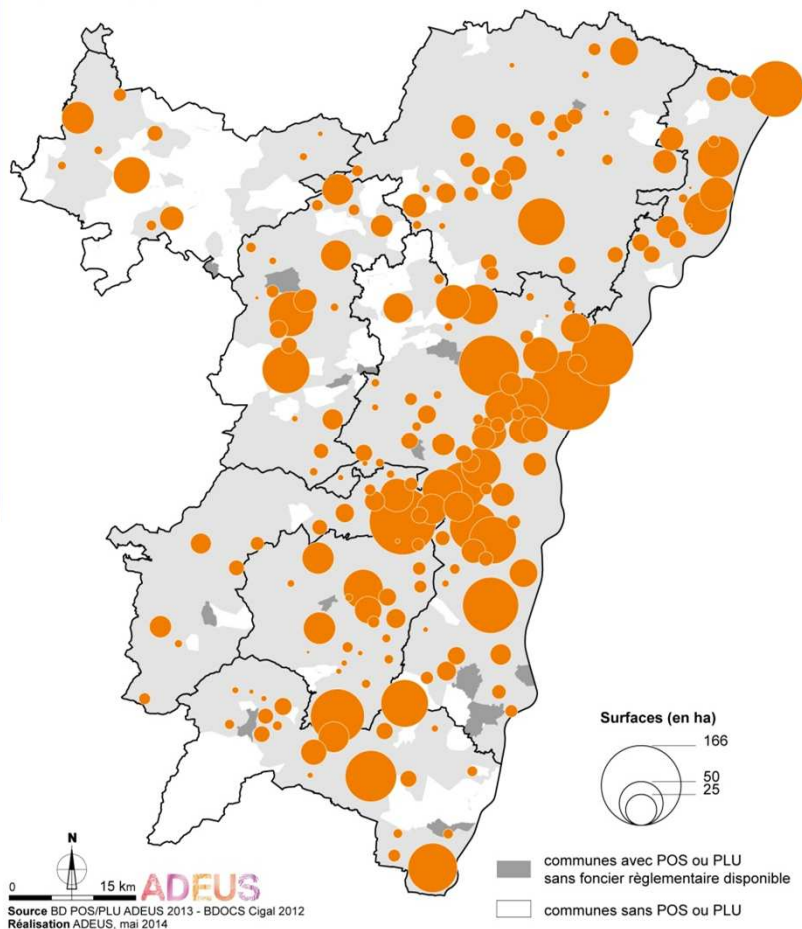 Surfaces (en ha)
166
50
25
communes avec POS ou PLU
sans foncier règlementaire disponible
communes sans POS ou PLU
N
0 15 km
ADEUS
Source BD POS/PLU ADEUS 2013 - BDOCS Cigal 2012
Réalisation ADEUS, mai 2014